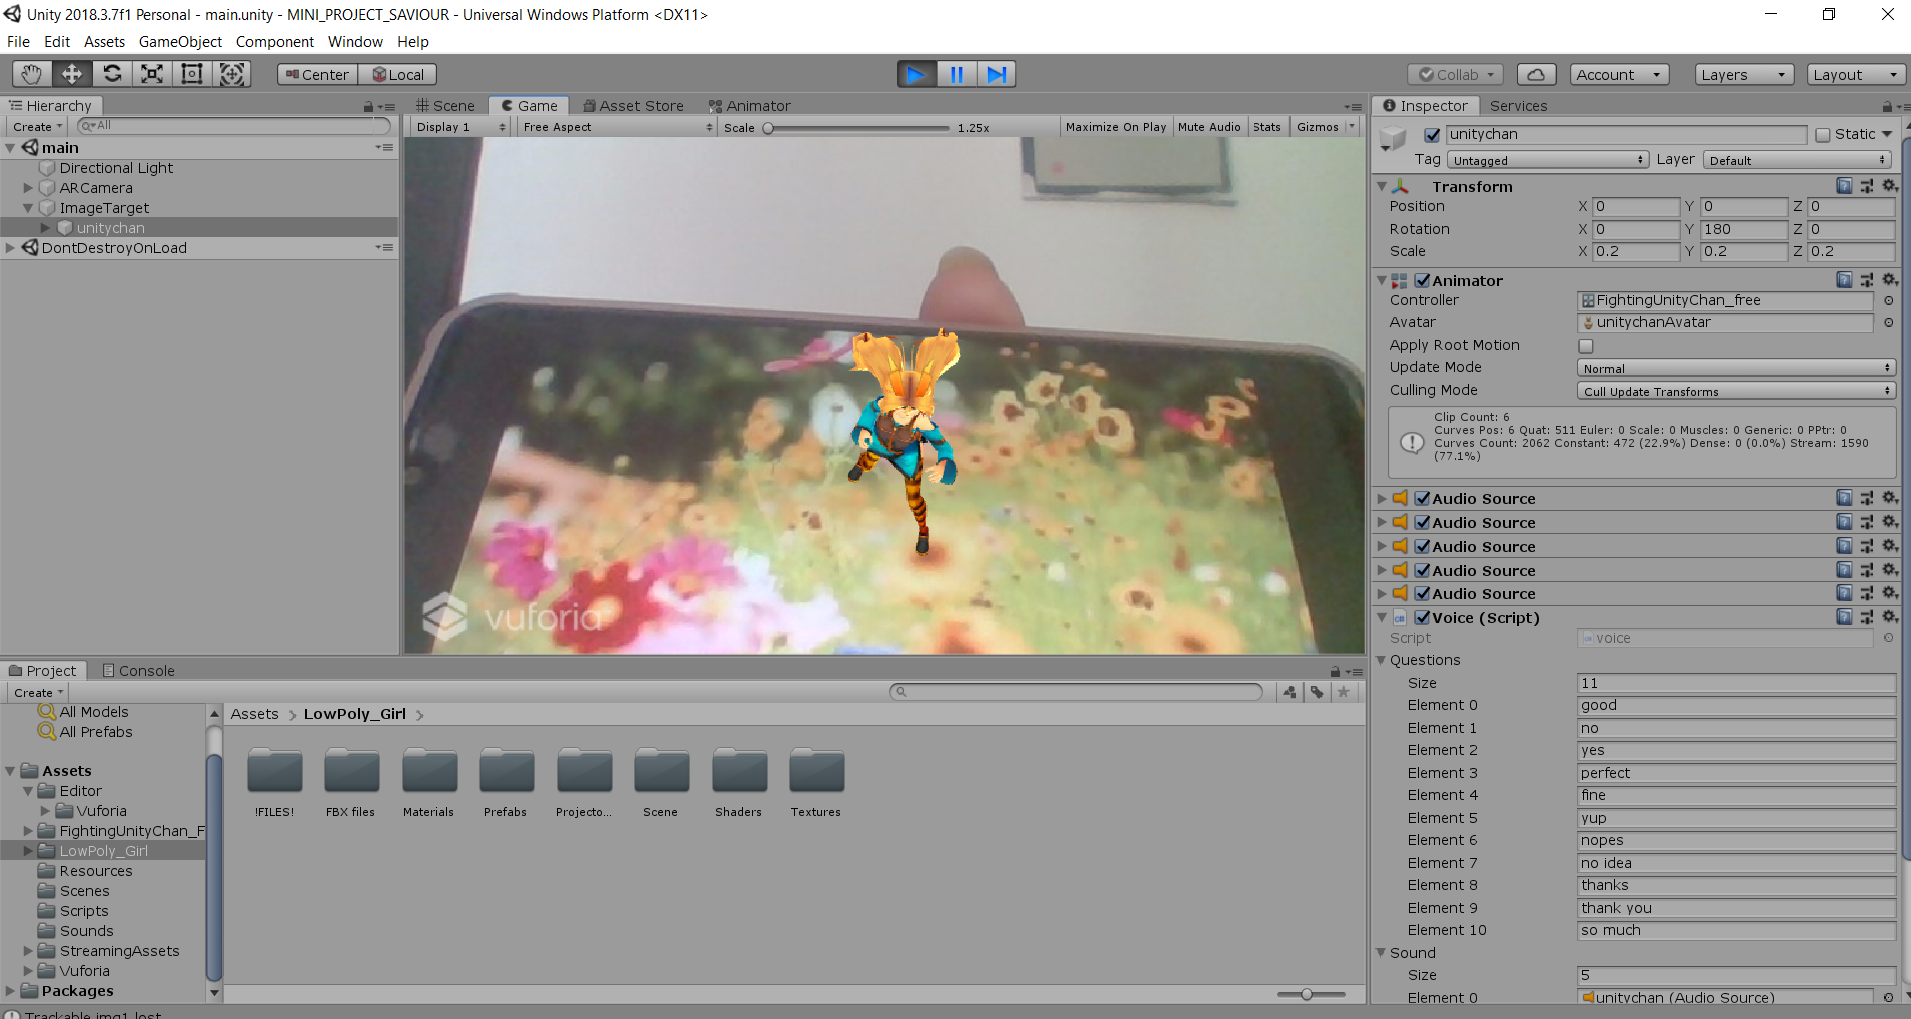 Unity 2018.3.7f1 Personal - main.unity - MINI_PROJECT_SAVIOUR - Universal Windows Platform <DX11>
File Edit Assets GameObject Component Window Help
Center Local
Collab Account Layers Layout
Hierarchy
Create All
main
Directional Light
ARCamera
ImageTarget
unitychan
DontDestroyOnLoad
Scene Game Asset Store Animator
Display 1 Free Aspect Scale 1.25x Maximize On Play Mute Audio Stats Gizmos
vuforia
Inspector Services
unitychan Static
Tag Untagged Layer Default
Transform
Position X 0 Y 0 Z 0
Rotation X 0 Y 180 Z 0
Scale X 0.2 Y 0.2 Z 0.2
Animator
Controller FightingUnityChan_free
Avatar unitychanAvatar
Apply Root Motion
Update Mode Normal
Culling Mode Cull Update Transforms
Clip Count: 6
Curves Pos: 6 Quat: 511 Euler: 0 Scale: 0 Muscles: 0 Generic: 0 PPtr: 0
Curves Count: 2062 Constant: 472 (22.9%) Dense: 0 (0.0%) Stream: 1590
(77.1%)
Audio Source
Audio Source
Audio Source
Audio Source
Audio Source
Voice (Script)
Script voice
Questions
Size 11
Element 0 good
Element 1 no
Element 2 yes
Element 3 perfect
Element 4 fine
Element 5 yup
Element 6 nopes
Element 7 no idea
Element 8 thanks
Element 9 thank you
Element 10 so much
Sound
Size 5
Element 0 unitychan (Audio Source)
Project Console
Create
All Models
All Prefabs
Assets
Editor
Vuforia
FightingUnityChan_F
LowPoly_Girl
Resources
Scenes
Scripts
Sounds
StreamingAssets
Vuforia
Packages
Assets LowPoly_Girl
!FILES! FBX files Materials Prefabs Projecto... Scene Shaders Textures
Trackable img1 lost